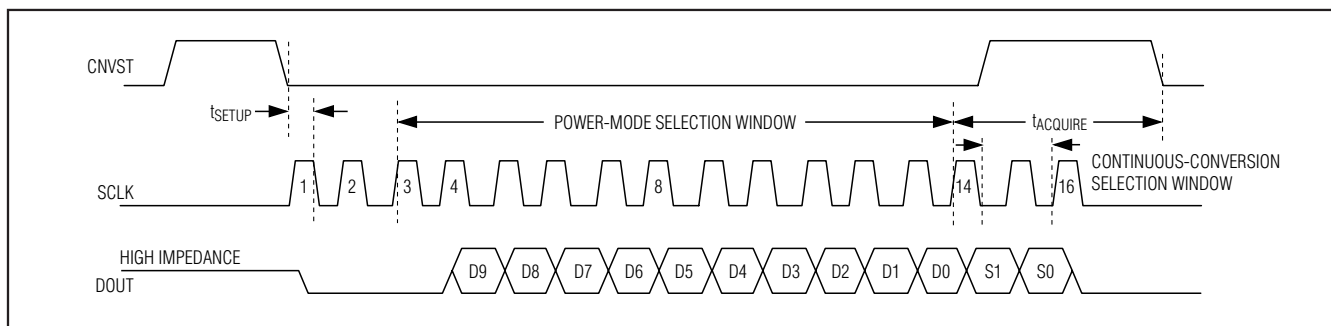 CNVST
tSETUP
POWER-MODE SELECTION WINDOW
tACQUIRE
CONTINUOUS-CONVERSION
SELECTION WINDOW
SCLK
1 2 3 4 8 14 16
HIGH IMPEDANCE
DOUT
D9 D8 D7 D6 D5 D4 D3 D2 D1 D0 S1 S0